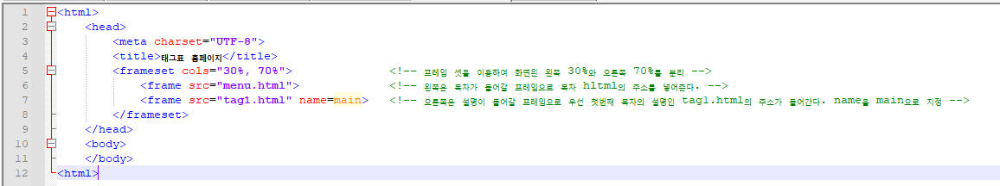 1 <html>
2 <head>
3 <meta charset="UTF-8">
4 <title>태그표 홈페이지</title>
5 <frameset cols="30%, 70%"> <!-- 프레임 셋을 이용하여 화면읜 왼쪽 30%와 오른쪽 70%를 분리 -->
6 <frame src="menu.html"> <!-- 왼쪽은 목차가 들어갈 프레임으로 목차 hltml의 주소를 넣어준다. -->
7 <frame src="tag1.html" name=main> <!-- 오른쪽은 설명이 들어갈 프레임으로 우선 첫번째 목차의 설명인 tag1.html의 주소가 들어간다. name을 main으로 지정 -->
8 </frameset>
9 </head>
10 <body>
11 </body>
12 <html>